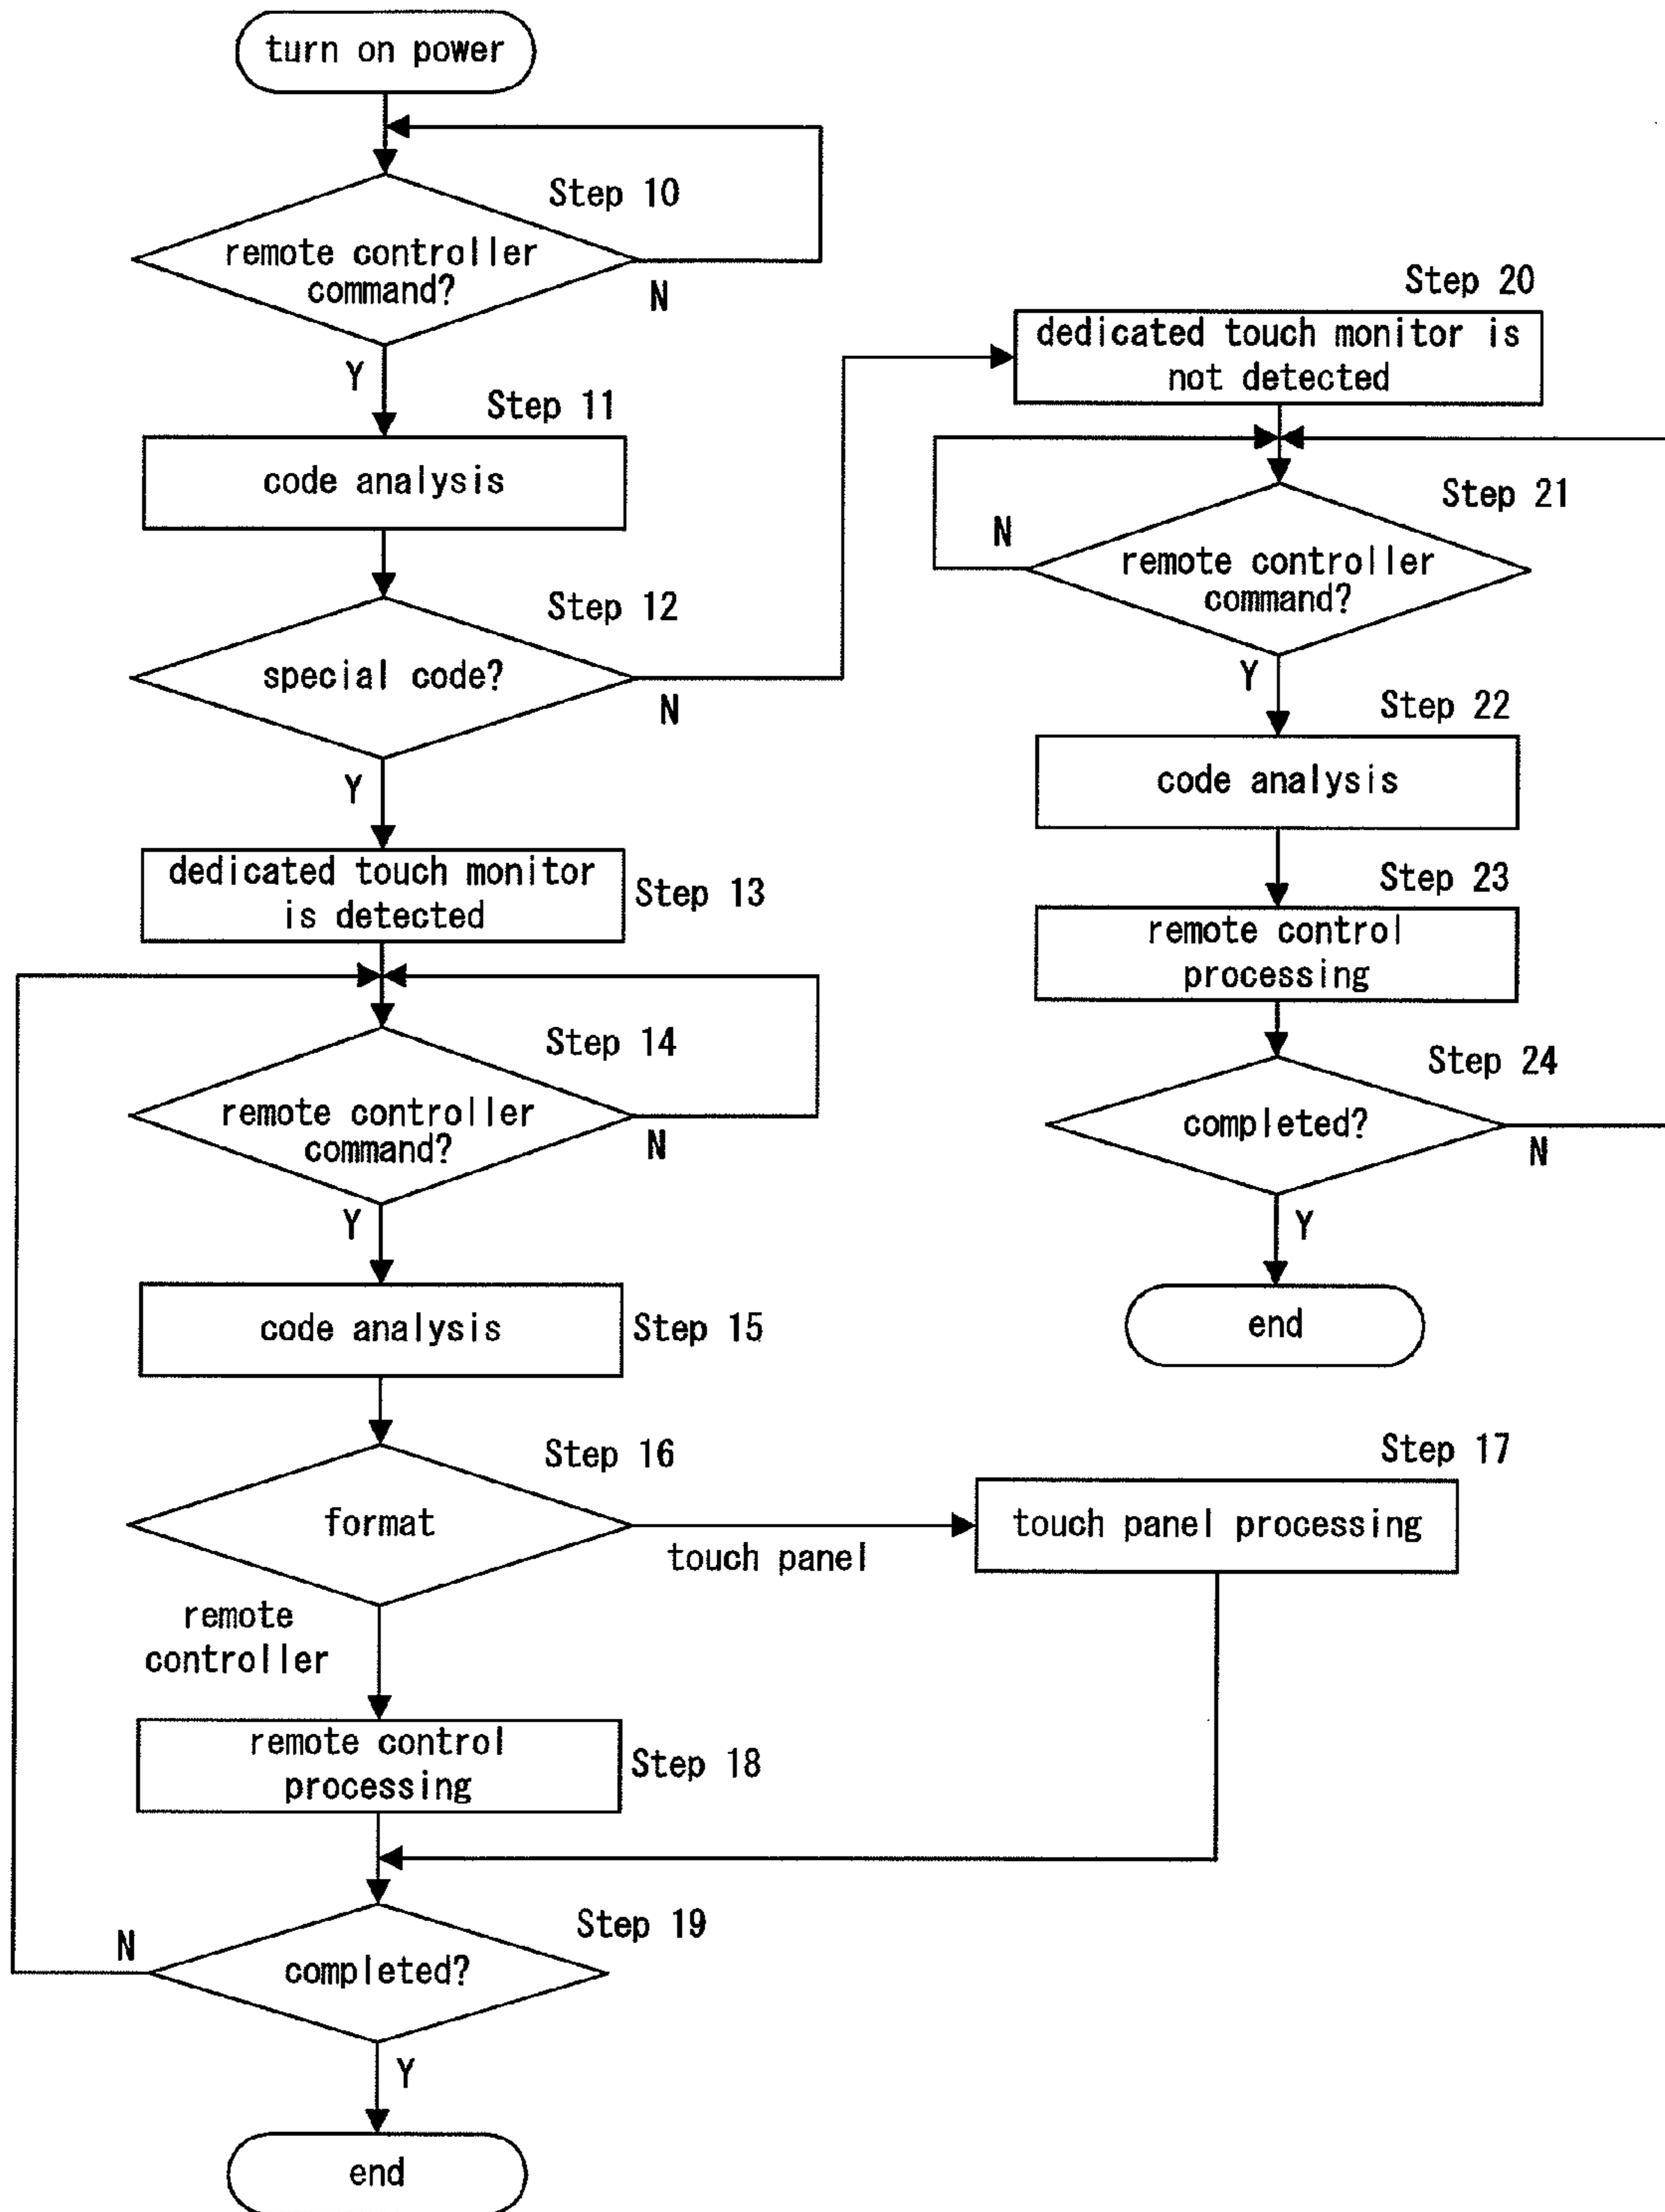 turn on power
Step 10
remote controller
command?
N
Y
Step 11
code analysis
Step 12
special code?
N
Y
dedicated touch monitor
is detected
Step 13
Step 14
remote controller
command?
N
Y
code analysis
Step 15
Step 16
format
touch panel
remote
controller
Step 17
touch panel processing
remote control
processing
Step 18
Step 19
N
completed?
Y
end
Step 20
dedicated touch monitor is
not detected
Step 21
N
remote controller
command?
Y
Step 22
code analysis
Step 23
remote control
processing
Step 24
completed?
N
Y
end